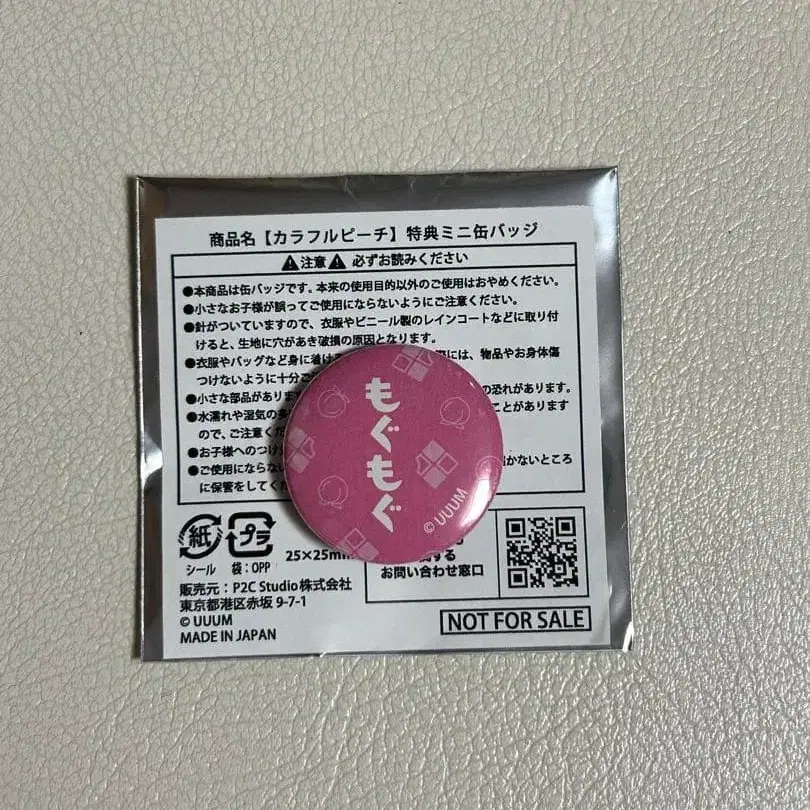 商品名【カラフルピーチ】特典ミニ缶バッジ
⚠注意⚠ 必ずお読みください
●本商品は缶バッジです。本来の使用目的以外のご使用はおやめください。
●小さなお子様が誤ってご使用にならないようにご注意ください。
●針がついていますので、衣服やビニール製のレインコートなどに取り付
けると、生地に穴があき破損の原因となります。
●衣服やバッグなど身に着ける
には、物品やお身体傷
つけないように十分ご
●小さな部品があります
の恐れがあります。
●水濡れや湿気の多
ことがあります
ので、ご注意くだ
●お子様へのつけ
●ご使用にならない
かないところ
に保管をしてく
もぐもぐ
© UUUM
紙
プラ
シール 袋:OPP
25×25mm
する
お問い合わせ窓口
販売元:P2C Studio株式会社
東京都港区赤坂 9-7-1
© UUUM
MADE IN JAPAN
NOT FOR SALE